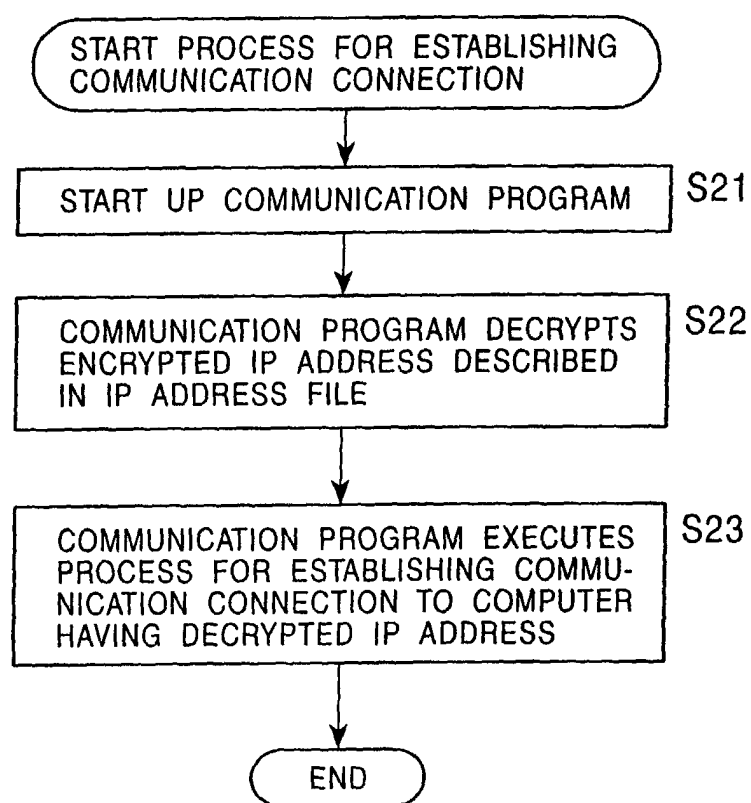 START PROCESS FOR ESTABLISHING
COMMUNICATION CONNECTION
START UP COMMUNICATION PROGRAM
S21
COMMUNICATION PROGRAM DECRYPTS
ENCRYPTED IP ADDRESS DESCRIBED
IN IP ADDRESS FILE
S22
COMMUNICATION PROGRAM EXECUTES
PROCESS FOR ESTABLISHING COMMU-
NICATION CONNECTION TO COMPUTER
HAVING DECRYPTED IP ADDRESS
S23
END